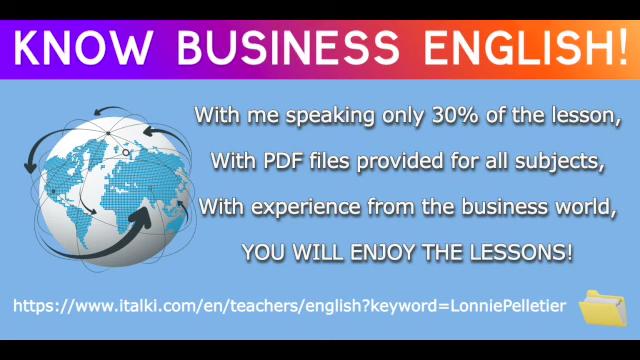 KNOW BUSINESS ENGLISH!
With me speaking only 30% of the lesson,
With PDF files provided for all subjects,
With experience from the business world,
YOU WILL ENJOY THE LESSONS!
https://www.italki.com/en/teachers/english?keyword=LonniePelletier